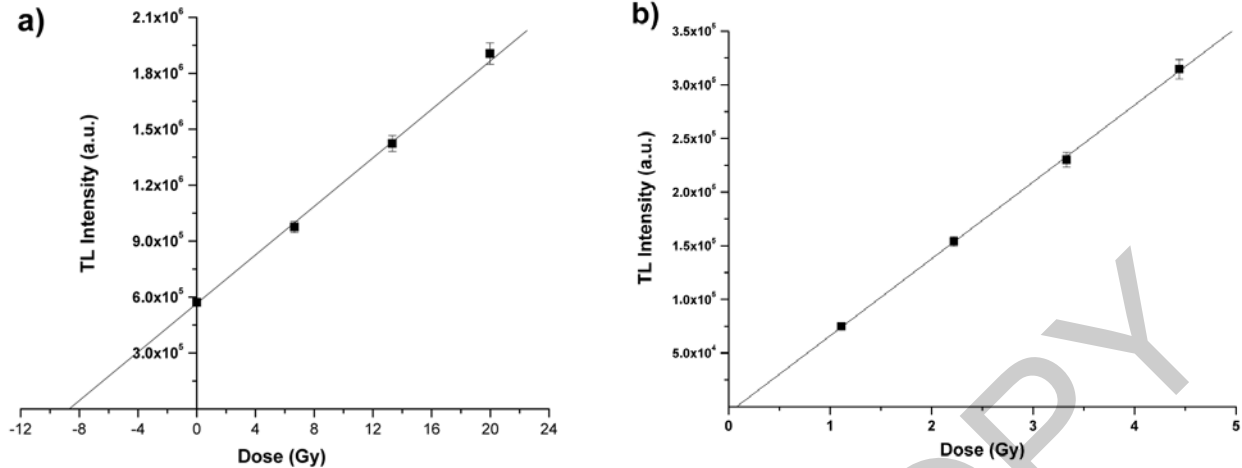 a)
TL Intensity (a.u.)
2.1x10⁶
1.8x10⁶
1.5x10⁶
1.2x10⁶
9.0x10⁵
6.0x10⁵
3.0x10⁵
-12 -8 -4 0 4 8 12 16 20 24
Dose (Gy)
b)
TL Intensity (a.u.)
3.5x10⁵
3.0x10⁵
2.5x10⁵
2.0x10⁵
1.5x10⁵
1.0x10⁵
5.0x10⁴
0 1 2 3 4 5
Dose (Gy)
OPY